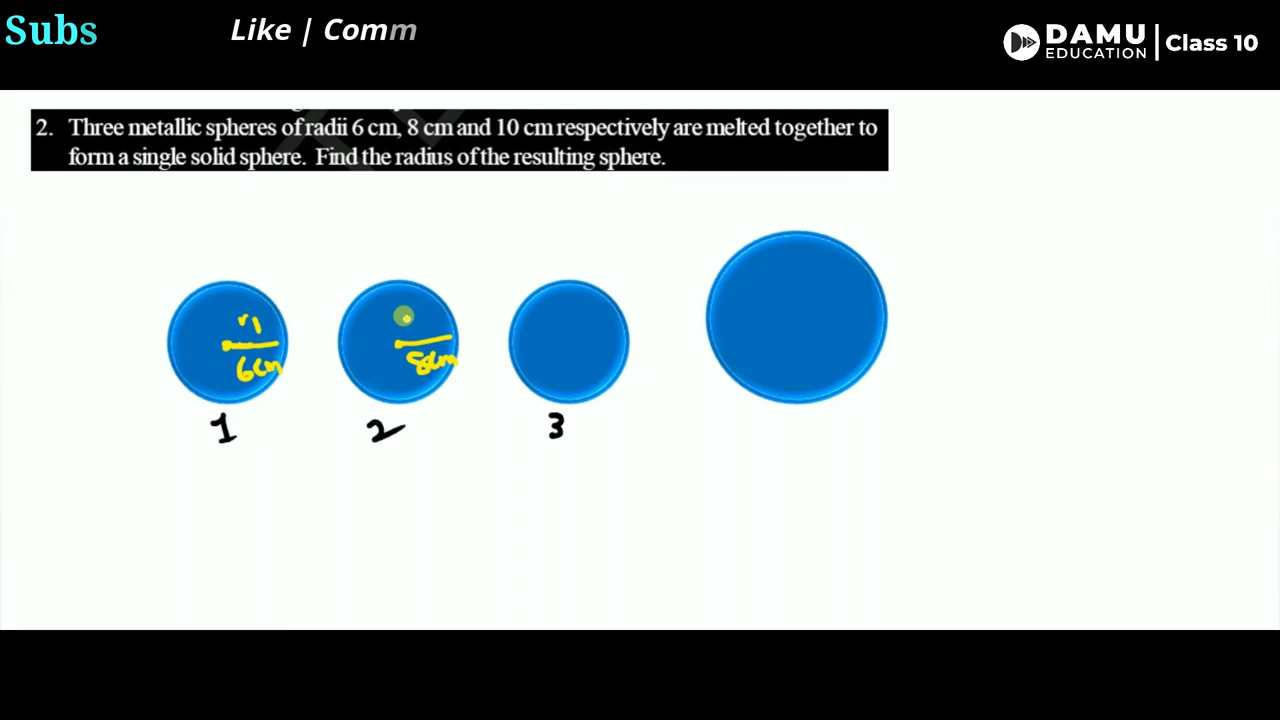 Subs
Like | Comm
DAMU
EDUCATION
Class 10
2. Three metallic spheres of radii 6 cm, 8 cm and 10 cm respectively are melted together to
form a single solid sphere. Find the radius of the resulting sphere.
r1
6cm
8cm
1
2
3